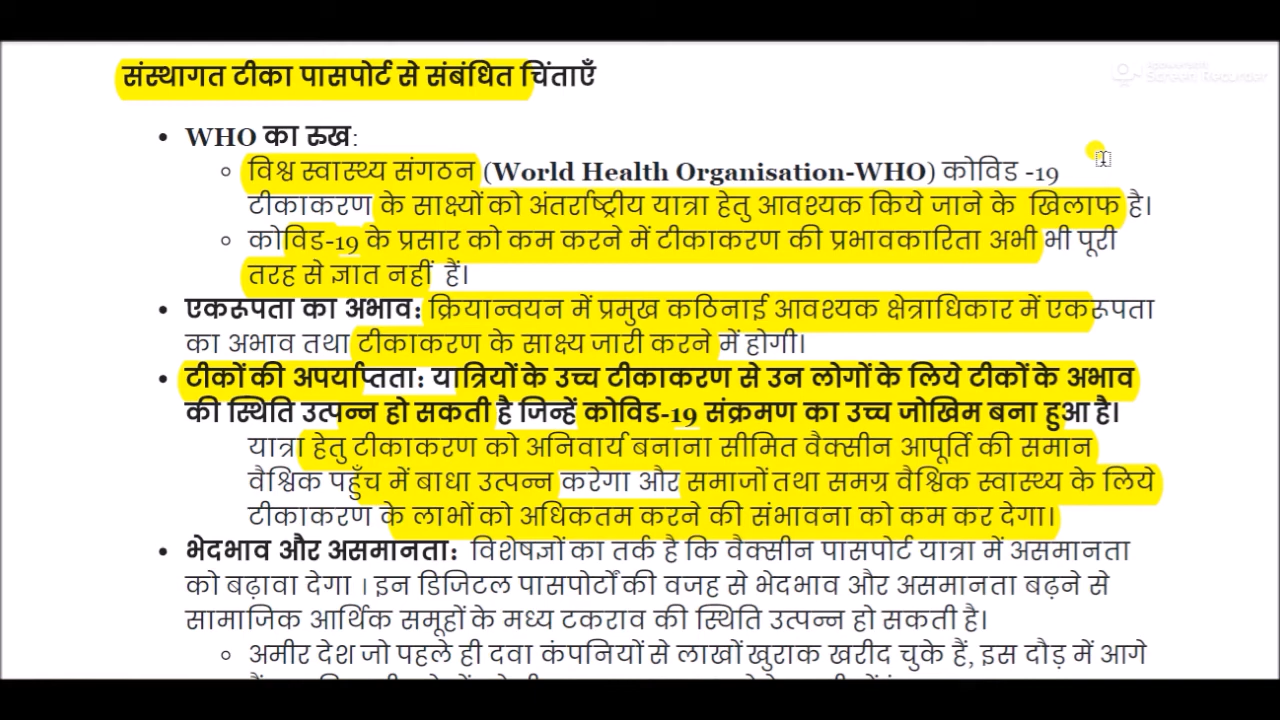 संस्थागत टीका पासपोर्ट से संबंधित चिंताएँ
Screen Recorder
• WHO का रुख:
○ विश्व स्वास्थ्य संगठन (World Health Organisation-WHO) कोविड -19
टीकाकरण के साक्ष्यों को अंतर्राष्ट्रीय यात्रा हेतु आवश्यक किये जाने के खिलाफ है।
○ कोविड-19 के प्रसार को कम करने में टीकाकरण की प्रभावकारिता अभी भी पूरी
तरह से ज्ञात नहीं हैं।
• एकरूपता का अभाव: क्रियान्वयन में प्रमुख कठिनाई आवश्यक क्षेत्राधिकार में एकरूपता
का अभाव तथा टीकाकरण के साक्ष्य जारी करने में होगी।
• टीकों की अपर्याप्तता: यात्रियों के उच्च टीकाकरण से उन लोगों के लिये टीकों के अभाव
की स्थिति उत्पन्न हो सकती है जिन्हें कोविड-19 संक्रमण का उच्च जोखिम बना हुआ है।
यात्रा हेतु टीकाकरण को अनिवार्य बनाना सीमित वैक्सीन आपूर्ति की समान
वैश्विक पहुँच में बाधा उत्पन्न करेगा और समाजों तथा समग्र वैश्विक स्वास्थ्य के लिये
टीकाकरण के लाभों को अधिकतम करने की संभावना को कम कर देगा।
• भेदभाव और असमानता: विशेषज्ञों का तर्क है कि वैक्सीन पासपोर्ट यात्रा में असमानता
को बढ़ावा देगा । इन डिजिटल पासपोर्टों की वजह से भेदभाव और असमानता बढ़ने से
सामाजिक आर्थिक समूहों के मध्य टकराव की स्थिति उत्पन्न हो सकती है।
○ अमीर देश जो पहले ही दवा कंपनियों से लाखों खुराक खरीद चुके हैं, इस दौड़ में आगे